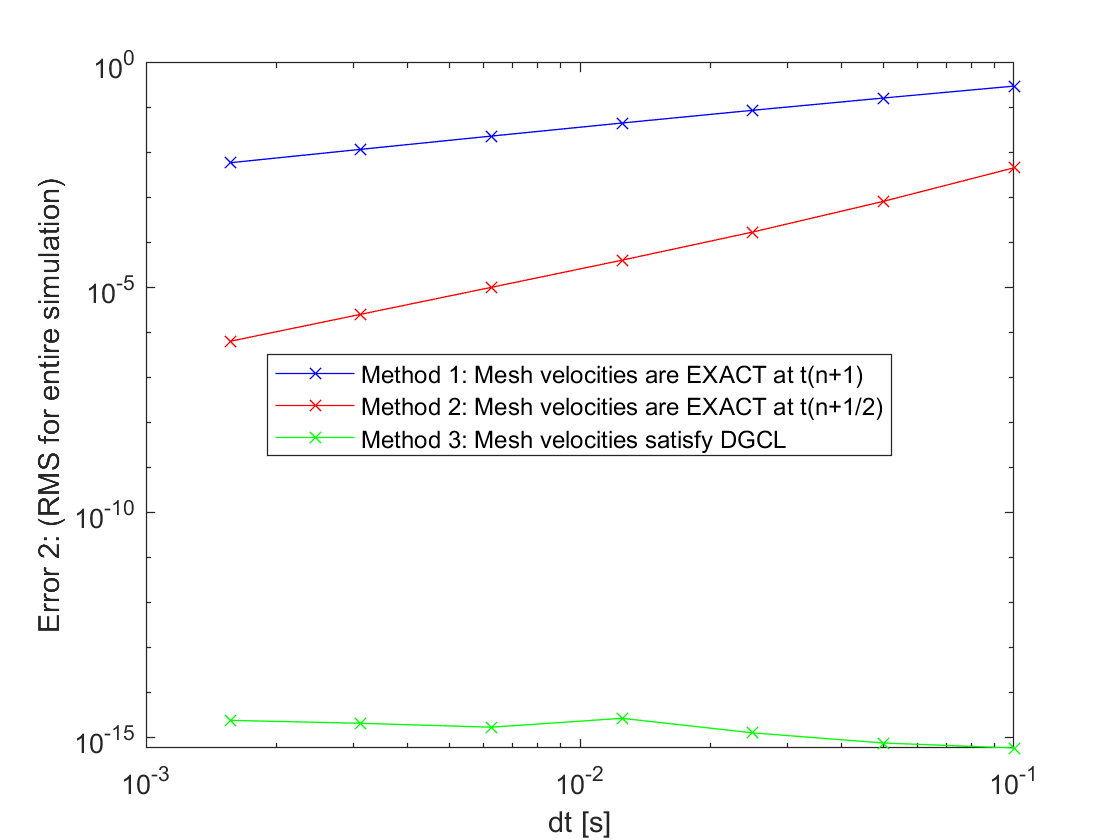 10^0
10^-5
10^-10
10^-15
Error 2: (RMS for entire simulation)
Method 1: Mesh velocities are EXACT at t(n+1)
Method 2: Mesh velocities are EXACT at t(n+1/2)
Method 3: Mesh velocities satisfy DGCL
10^-3
10^-2
10^-1
dt [s]